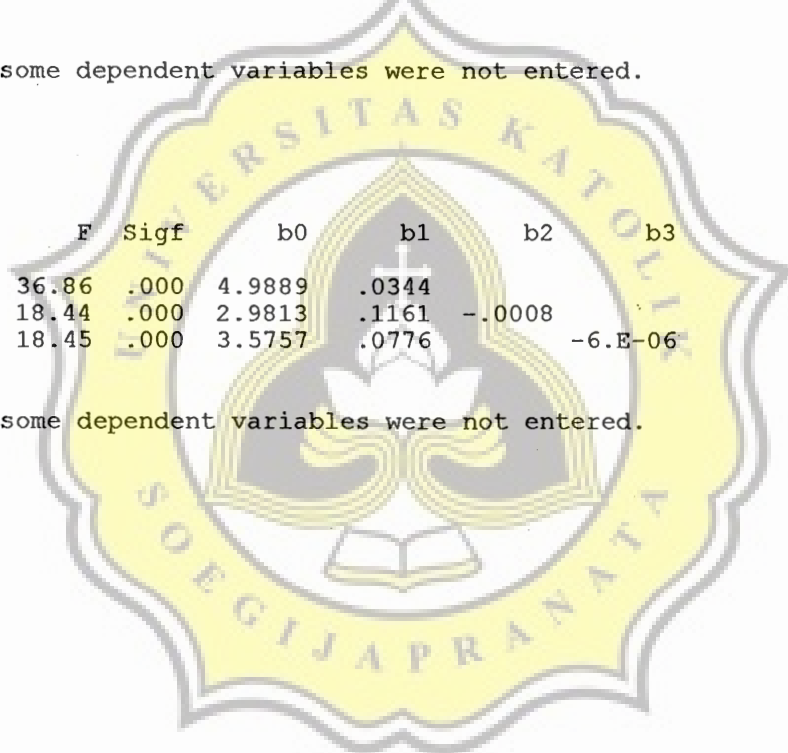 some dependent variables were not entered.
UNIVERSITAS KATOLIK
F Sigf b0 b1 b2 b3
36.86 .000 4.9889 .0344
18.44 .000 2.9813 .1161 -.0008
18.45 .000 3.5757 .0776 -6.E-06
some dependent variables were not entered.
SOEGIJAPRANATA